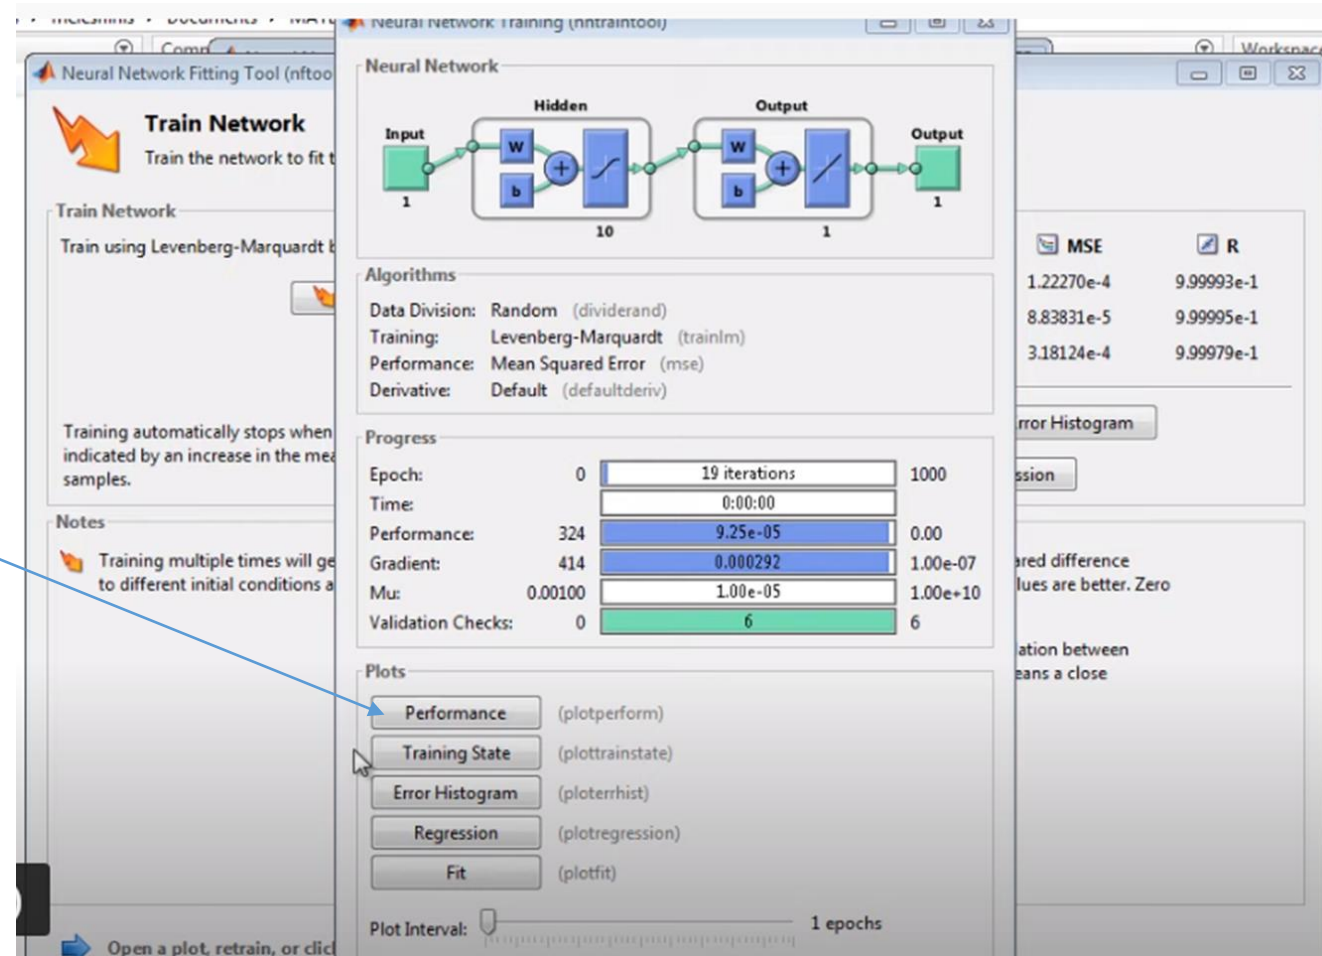 Neural Network Training (nntraintool)
Workspace
Neural Network Fitting Tool (nftoo
Train Network
Train the network to fit t
Train Network
Train using Levenberg-Marquardt b
Training automatically stops when
indicated by an increase in the mea
samples.
Notes
Training multiple times will ge
to different initial conditions a
Open a plot, retrain, or clic
Neural Network
Hidden
Output
Input
Output
W
b
W
b
1
10
1
1
Algorithms
Data Division: Random (dividerand)
Training: Levenberg-Marquardt (trainlm)
Performance: Mean Squared Error (mse)
Derivative: Default (defaultderiv)
Progress
Epoch: 0 19 iterations 1000
Time: 0:00:00
Performance: 324 9.25e-05 0.00
Gradient: 414 0.000292 1.00e-07
Mu: 0.00100 1.00e-05 1.00e+10
Validation Checks: 0 6 6
Plots
Performance (plotperform)
Training State (plottrainstate)
Error Histogram (ploterrhist)
Regression (plotregression)
Fit (plotfit)
Plot Interval: 1 epochs
MSE R
1.22270e-4 9.99993e-1
8.83831e-5 9.99995e-1
3.18124e-4 9.99979e-1
rror Histogram
ssion
ared difference
lues are better. Zero
ation between
eans a close